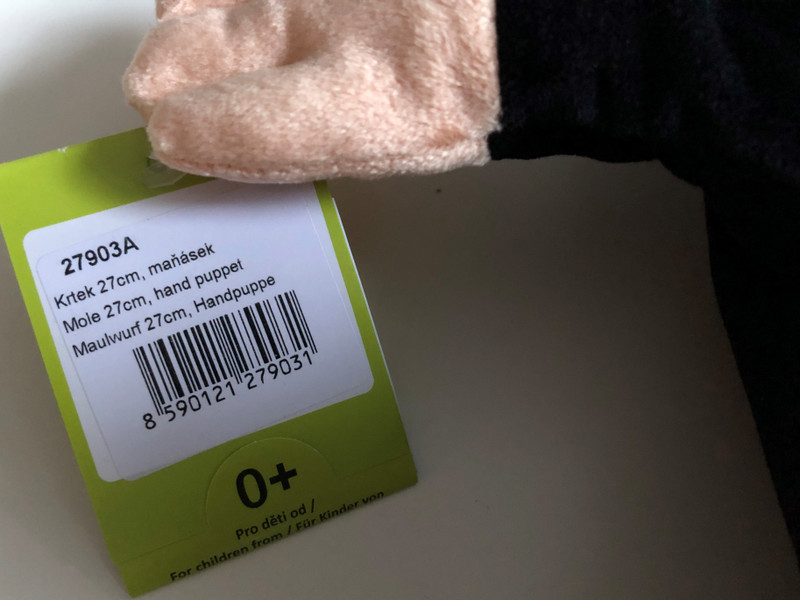 27903A
Krtek 27cm, maňásek
Mole 27cm, hand puppet
Maulwurf 27cm, Handpuppe
8 590121 279031
0+
Pro děti od /
For children from / Für Kinder von